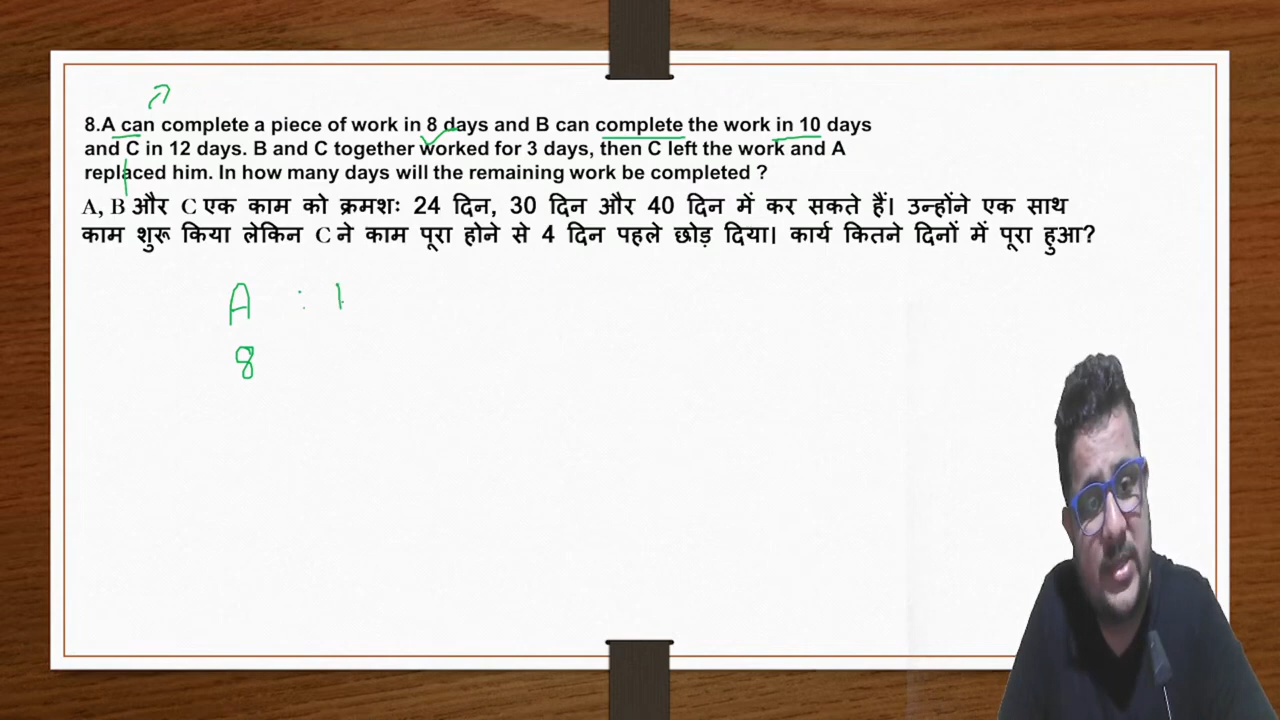 8.A can complete a piece of work in 8 days and B can complete the work in 10 days
and C in 12 days. B and C together worked for 3 days, then C left the work and A
replaced him. In how many days will the remaining work be completed ?
A, B और C एक काम को क्रमशः 24 दिन, 30 दिन और 40 दिन में कर सकते हैं। उन्होंने एक साथ
काम शुरू किया लेकिन C ने काम पूरा होने से 4 दिन पहले छोड़ दिया। कार्य कितने दिनों में पूरा हुआ?
A :
8